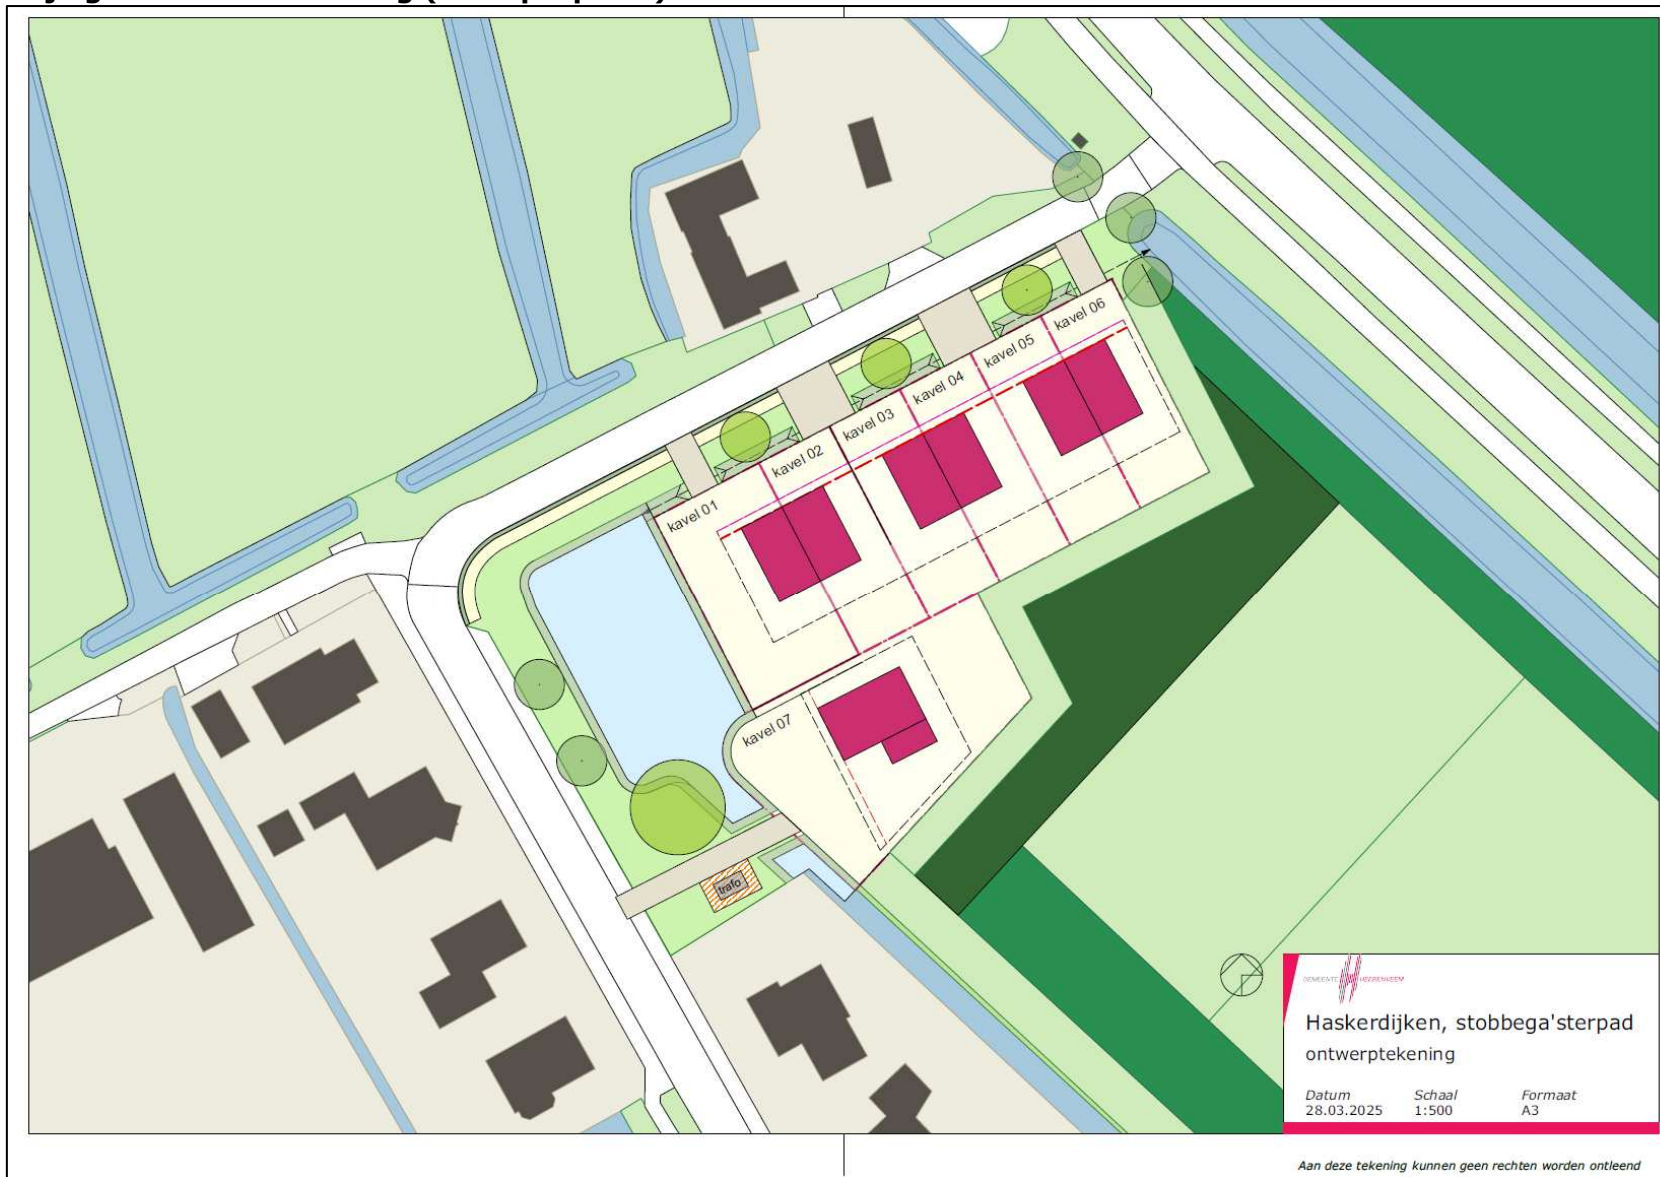 kavel 06
kavel 05
kavel 04
kavel 03
kavel 02
kavel 01
kavel 07
trafo
GEMEENTE HEERENVEEN
Haskerdijken, stobbega'sterpad
ontwerptekening
Datum Schaal Formaat
28.03.2025 1:500 A3
Aan deze tekening kunnen geen rechten worden ontleend